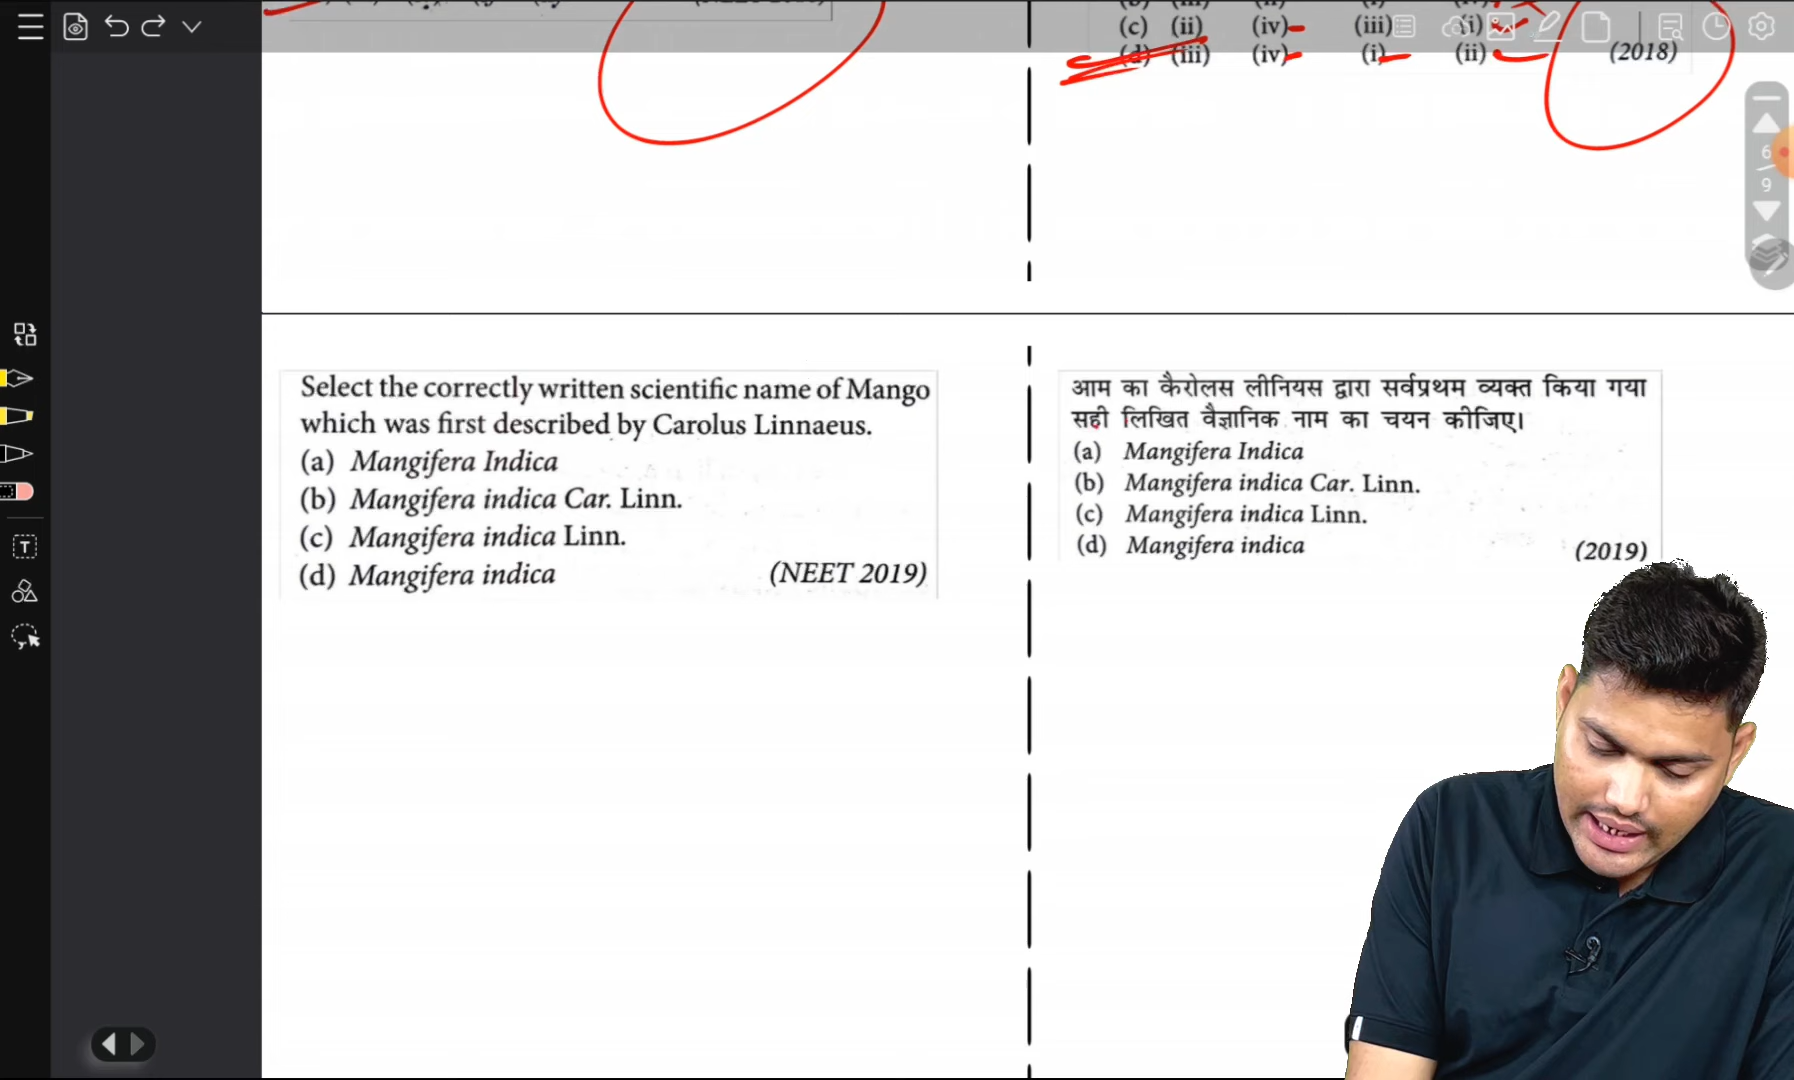 (c) (ii) (iv) (iii) (i)
(d) (iii) (iv) (i) (ii) (2018)
6
9
Select the correctly written scientific name of Mango
which was first described by Carolus Linnaeus.
(a) Mangifera Indica
(b) Mangifera indica Car. Linn.
(c) Mangifera indica Linn.
(d) Mangifera indica (NEET 2019)
आम का कैरोलस लीनियस द्वारा सर्वप्रथम व्यक्त किया गया
सही लिखित वैज्ञानिक नाम का चयन कीजिए।
(a) Mangifera Indica
(b) Mangifera indica Car. Linn.
(c) Mangifera indica Linn.
(d) Mangifera indica (2019)
T